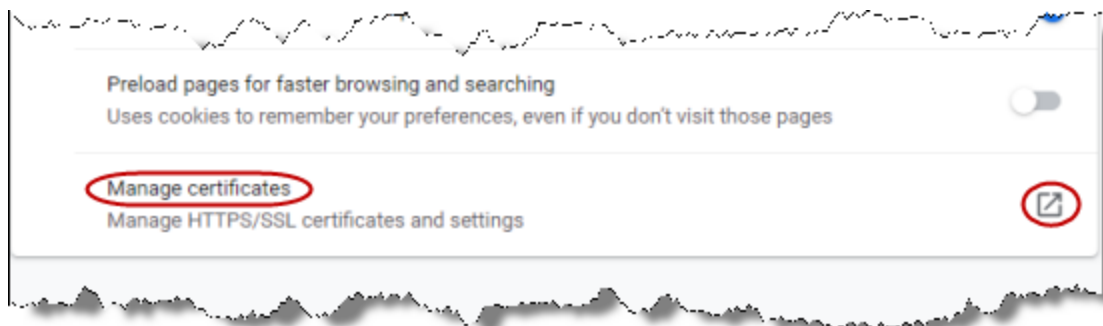 Preload pages for faster browsing and searching
Uses cookies to remember your preferences, even if you don't visit those pages
Manage certificates
Manage HTTPS/SSL certificates and settings